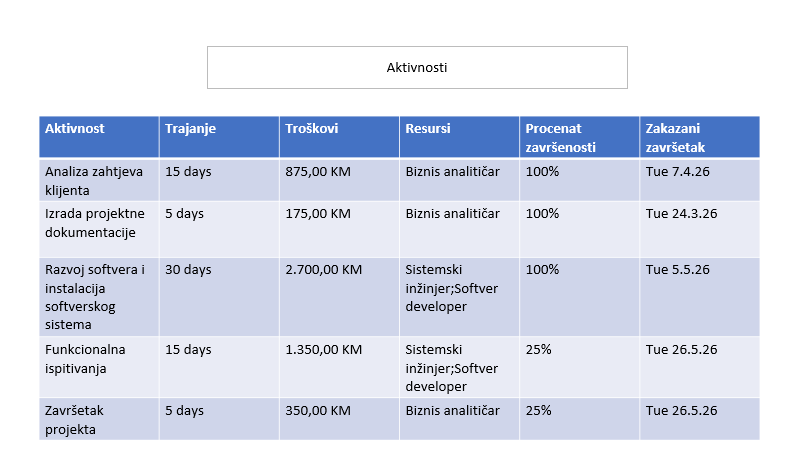 Aktivnosti
Aktivnost Trajanje Troškovi Resursi Procenat završenosti Zakazani završetak
Analiza zahtjeva klijenta 15 days 875,00 KM Biznis analitičar 100% Tue 7.4.26
Izrada projektne dokumentacije 5 days 175,00 KM Biznis analitičar 100% Tue 24.3.26
Razvoj softvera i instalacija softverskog sistema 30 days 2.700,00 KM Sistemski inžinjer;Softver developer 100% Tue 5.5.26
Funkcionalna ispitivanja 15 days 1.350,00 KM Sistemski inžinjer;Softver developer 25% Tue 26.5.26
Završetak projekta 5 days 350,00 KM Biznis analitičar 25% Tue 26.5.26